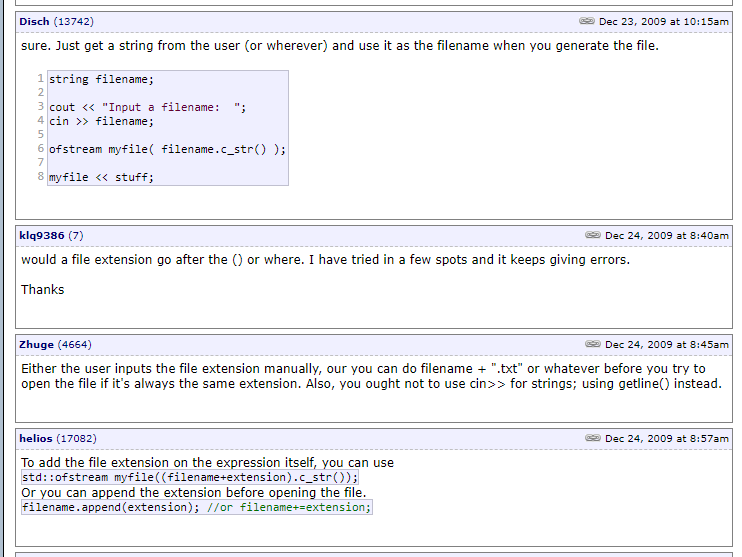 Disch (13742) Dec 23, 2009 at 10:15am
sure. Just get a string from the user (or wherever) and use it as the filename when you generate the file.
1 string filename;
2
3 cout << "Input a filename:  ";
4 cin >> filename;
5
6 ofstream myfile( filename.c_str() );
7
8 myfile << stuff;
klq9386 (7) Dec 24, 2009 at 8:40am
would a file extension go after the () or where. I have tried in a few spots and it keeps giving errors.
Thanks
Zhuge (4664) Dec 24, 2009 at 8:45am
Either the user inputs the file extension manually, our you can do filename + ".txt" or whatever before you try to
open the file if it's always the same extension. Also, you ought not to use cin>> for strings; using getline() instead.
helios (17082) Dec 24, 2009 at 8:57am
To add the file extension on the expression itself, you can use
std::ofstream myfile((filename+extension).c_str());
Or you can append the extension before opening the file.
filename.append(extension); //or filename+=extension;